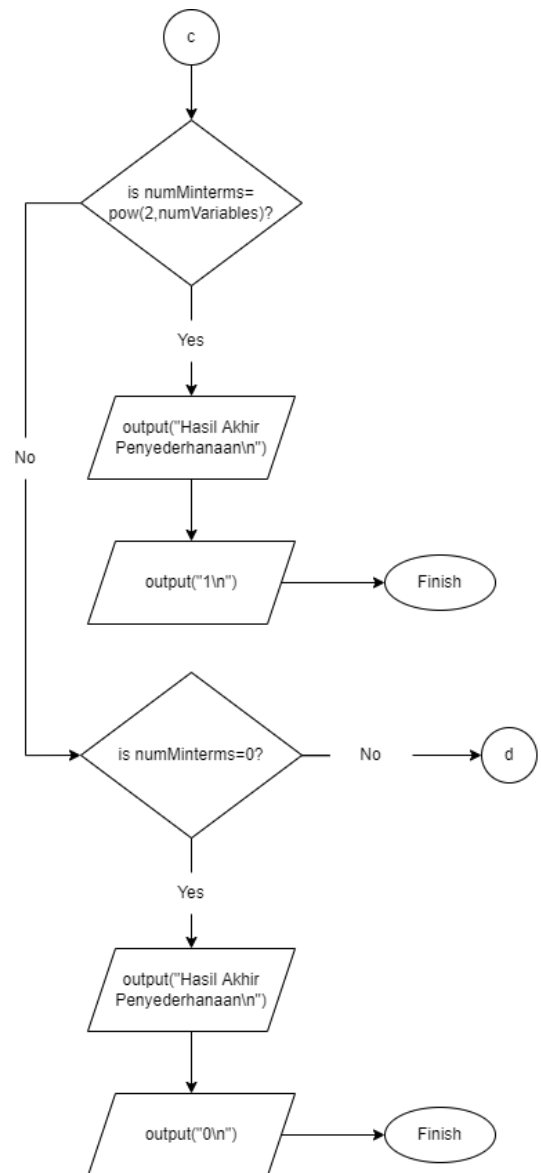 c
is numMinterms=
pow(2,numVariables)?
Yes
No
output("Hasil Akhir
Penyederhanaan\n")
output("1\n")
Finish
is numMinterms=0?
No
d
Yes
output("Hasil Akhir
Penyederhanaan\n")
output("0\n")
Finish